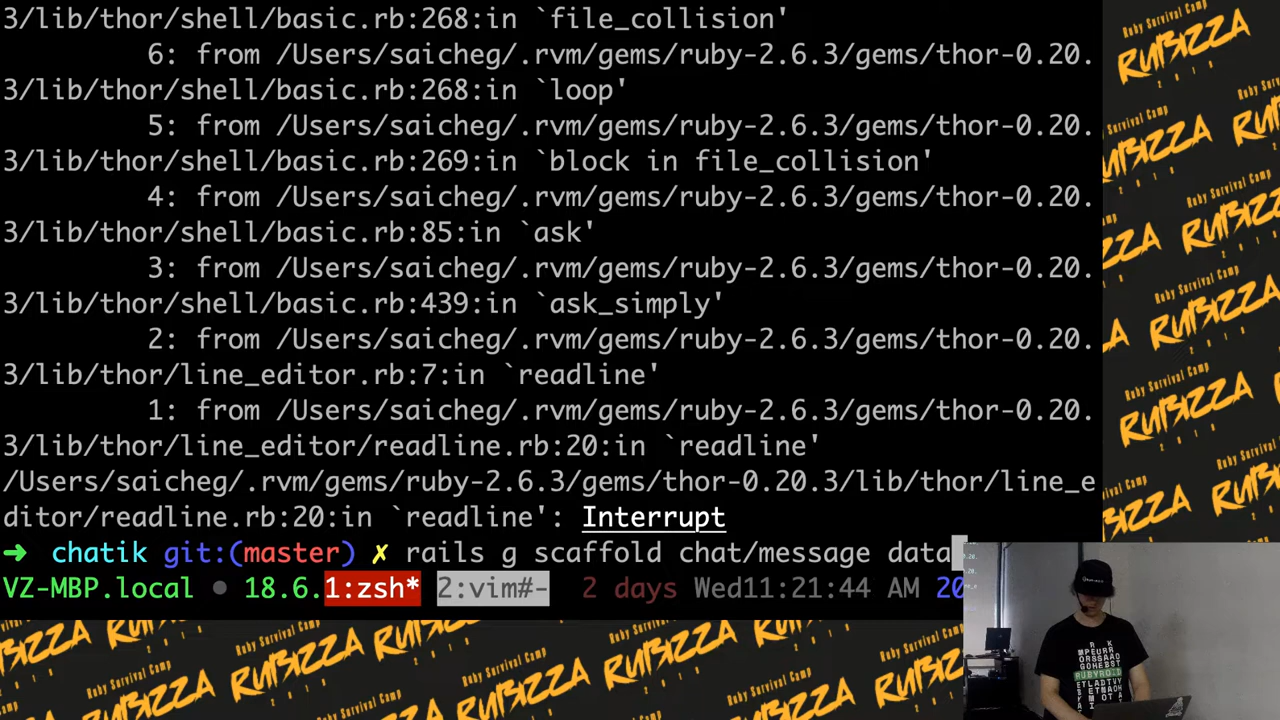 3/lib/thor/shell/basic.rb:268:in `file_collision'
6: from /Users/saicheg/.rvm/gems/ruby-2.6.3/gems/thor-0.20.
3/lib/thor/shell/basic.rb:268:in `loop'
5: from /Users/saicheg/.rvm/gems/ruby-2.6.3/gems/thor-0.20.
3/lib/thor/shell/basic.rb:269:in `block in file_collision'
4: from /Users/saicheg/.rvm/gems/ruby-2.6.3/gems/thor-0.20.
3/lib/thor/shell/basic.rb:85:in `ask'
3: from /Users/saicheg/.rvm/gems/ruby-2.6.3/gems/thor-0.20.
3/lib/thor/shell/basic.rb:439:in `ask_simply'
2: from /Users/saicheg/.rvm/gems/ruby-2.6.3/gems/thor-0.20.
3/lib/thor/line_editor.rb:7:in `readline'
1: from /Users/saicheg/.rvm/gems/ruby-2.6.3/gems/thor-0.20.
3/lib/thor/line_editor/readline.rb:20:in `readline'
/Users/saicheg/.rvm/gems/ruby-2.6.3/gems/thor-0.20.3/lib/thor/line_e
ditor/readline.rb:20:in `readline': Interrupt
➜ chatik git:(master) ✗ rails g scaffold chat/message data
VZ-MBP.local ● 18.6. 1:zsh* 2:vim#- 2 days Wed 11:21:44 AM 20
Ruby Survival Camp
RUBIZZA
2019